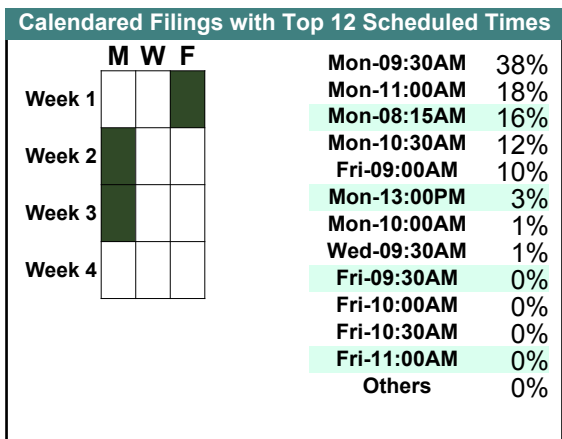 Calendared Filings with Top 12 Scheduled Times
M W F
Week 1
Week 2
Week 3
Week 4
Mon-09:30AM 38%
Mon-11:00AM 18%
Mon-08:15AM 16%
Mon-10:30AM 12%
Fri-09:00AM 10%
Mon-13:00PM 3%
Mon-10:00AM 1%
Wed-09:30AM 1%
Fri-09:30AM 0%
Fri-10:00AM 0%
Fri-10:30AM 0%
Fri-11:00AM 0%
Others 0%